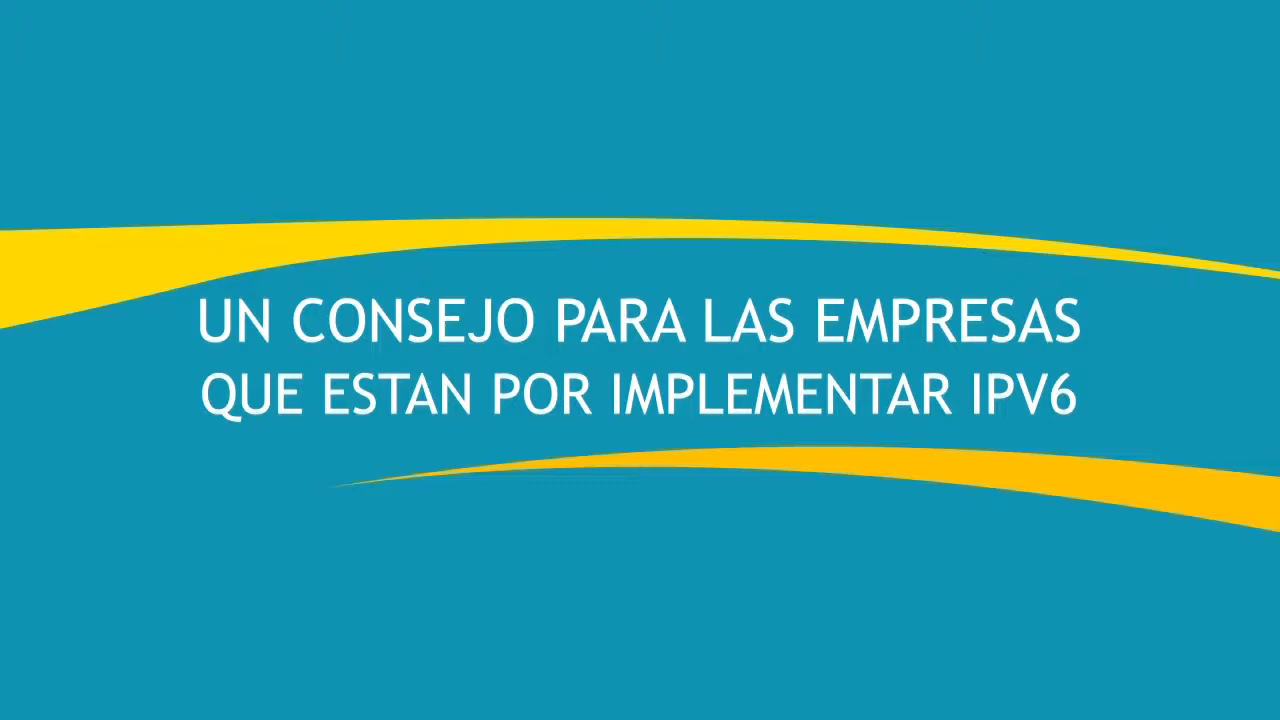 UN CONSEJO PARA LAS EMPRESAS
QUE ESTAN POR IMPLEMENTAR IPV6